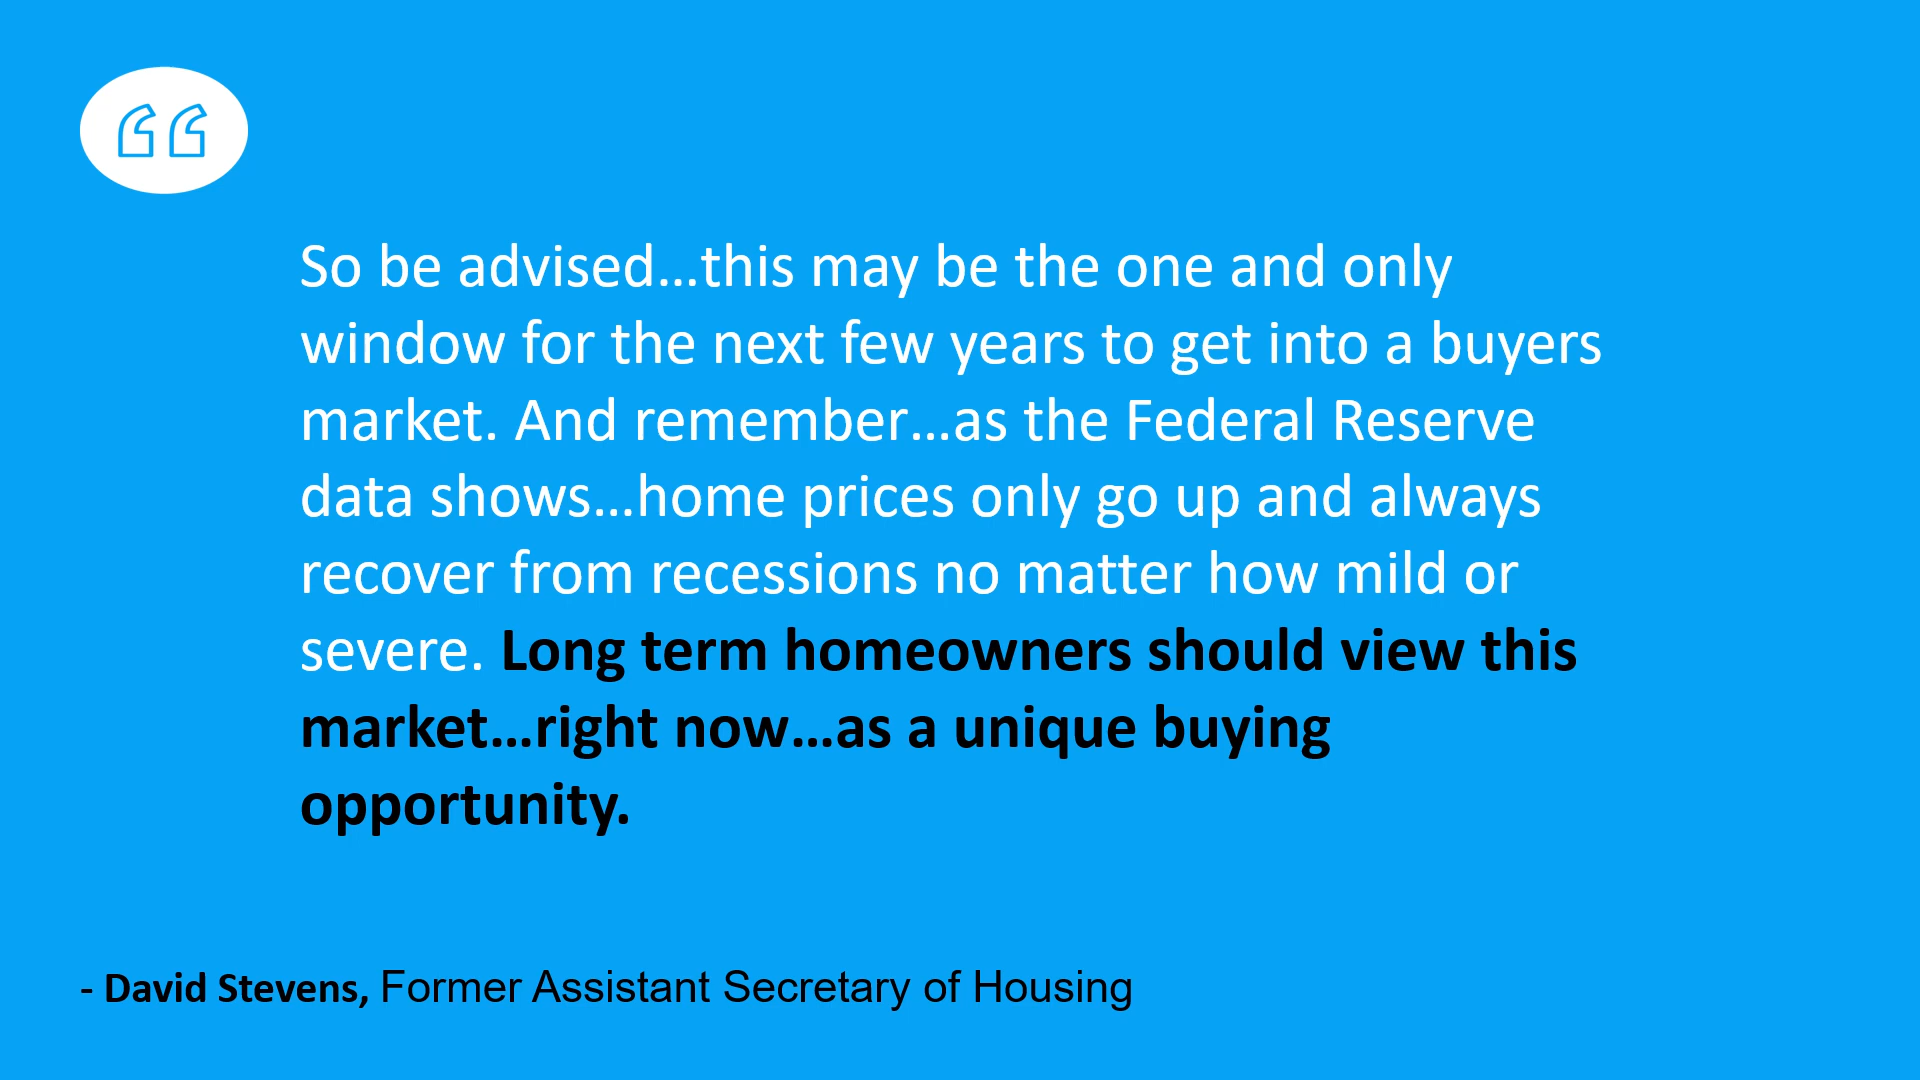 “
So be advised…this may be the one and only
window for the next few years to get into a buyers
market. And remember…as the Federal Reserve
data shows…home prices only go up and always
recover from recessions no matter how mild or
severe. Long term homeowners should view this
market…right now…as a unique buying
opportunity.
- David Stevens, Former Assistant Secretary of Housing